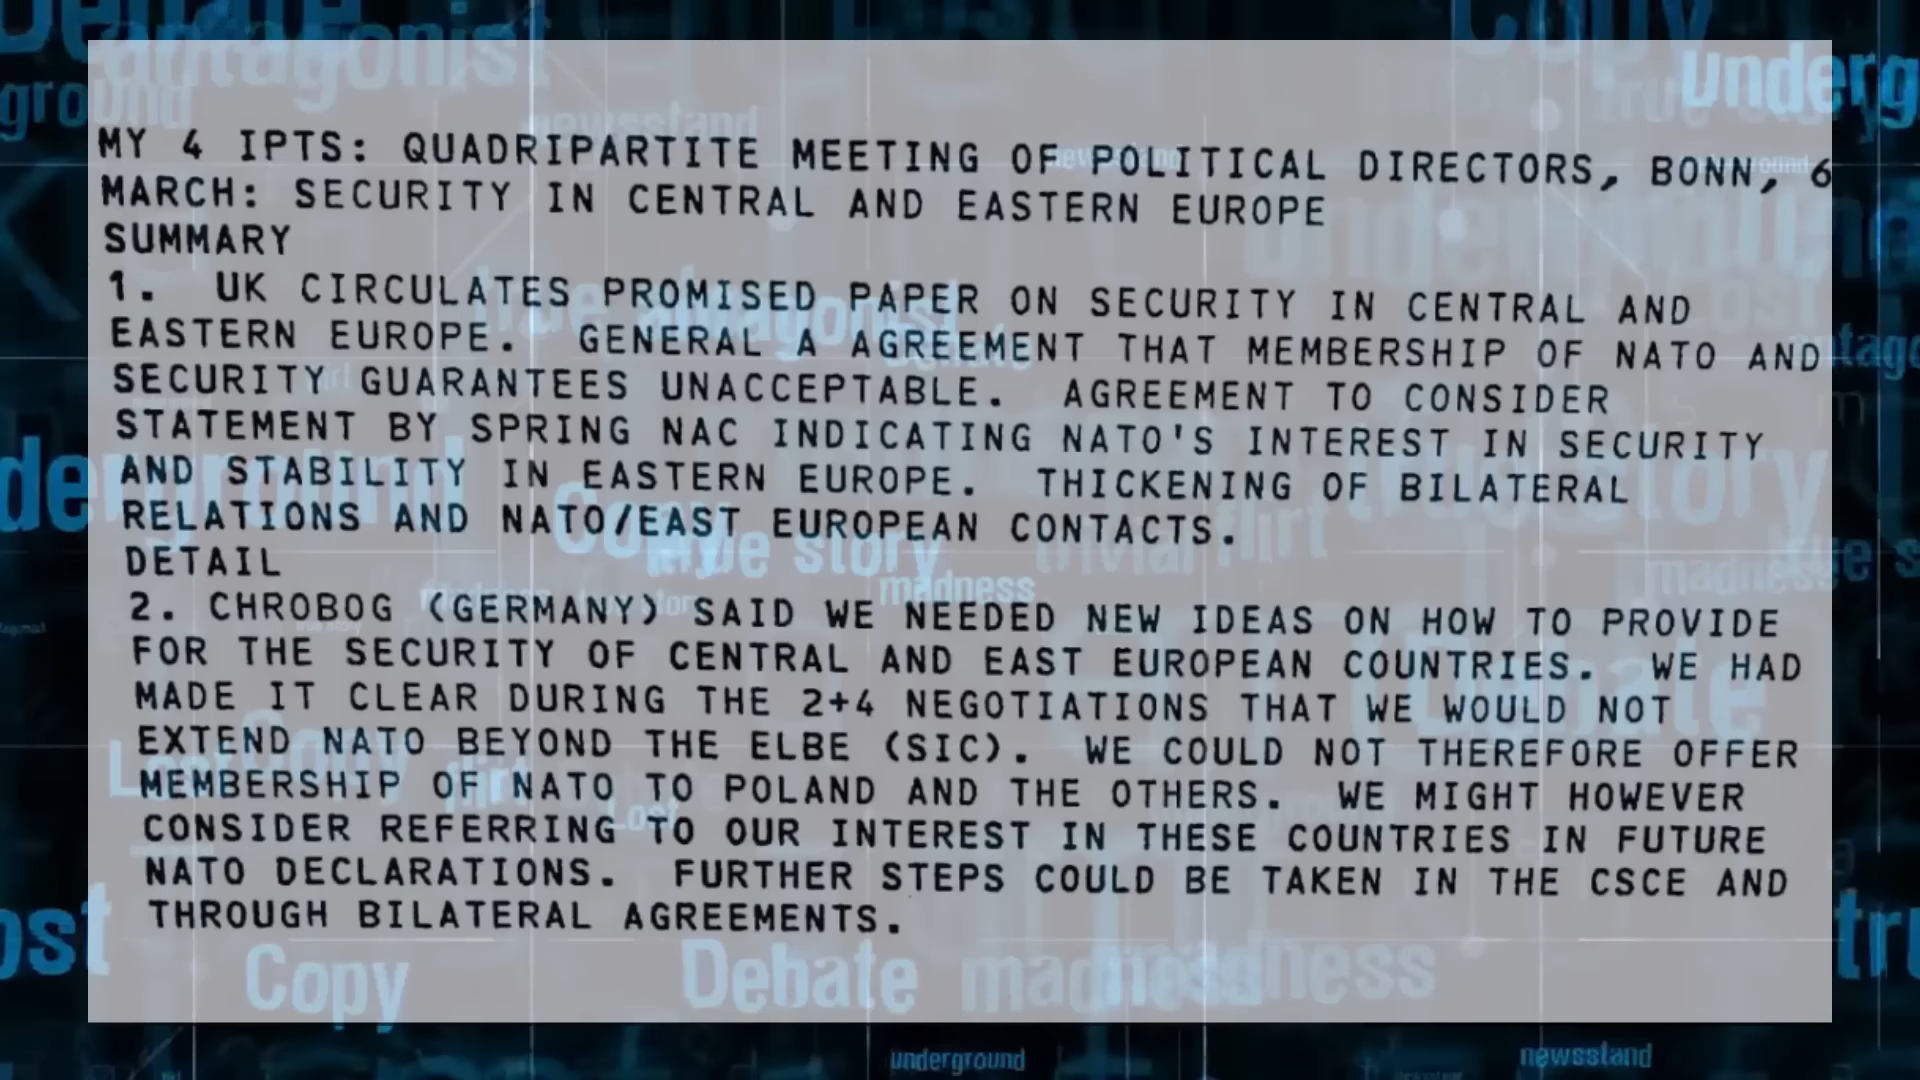 MY 4 IPTS: QUADRIPARTITE MEETING OF POLITICAL DIRECTORS, BONN, 6
MARCH: SECURITY IN CENTRAL AND EASTERN EUROPE
SUMMARY
1. UK CIRCULATES PROMISED PAPER ON SECURITY IN CENTRAL AND
EASTERN EUROPE. GENERAL A AGREEMENT THAT MEMBERSHIP OF NATO AND
SECURITY GUARANTEES UNACCEPTABLE. AGREEMENT TO CONSIDER
STATEMENT BY SPRING NAC INDICATING NATO'S INTEREST IN SECURITY
AND STABILITY IN EASTERN EUROPE. THICKENING OF BILATERAL
RELATIONS AND NATO/EAST EUROPEAN CONTACTS.
DETAIL
2. CHROBOG (GERMANY) SAID WE NEEDED NEW IDEAS ON HOW TO PROVIDE
FOR THE SECURITY OF CENTRAL AND EAST EUROPEAN COUNTRIES. WE HAD
MADE IT CLEAR DURING THE 2+4 NEGOTIATIONS THAT WE WOULD NOT
EXTEND NATO BEYOND THE ELBE (SIC). WE COULD NOT THEREFORE OFFER
MEMBERSHIP OF NATO TO POLAND AND THE OTHERS. WE MIGHT HOWEVER
CONSIDER REFERRING TO OUR INTEREST IN THESE COUNTRIES IN FUTURE
NATO DECLARATIONS. FURTHER STEPS COULD BE TAKEN IN THE CSCE AND
THROUGH BILATERAL AGREEMENTS.
Copy Debate madness
underground newsstand